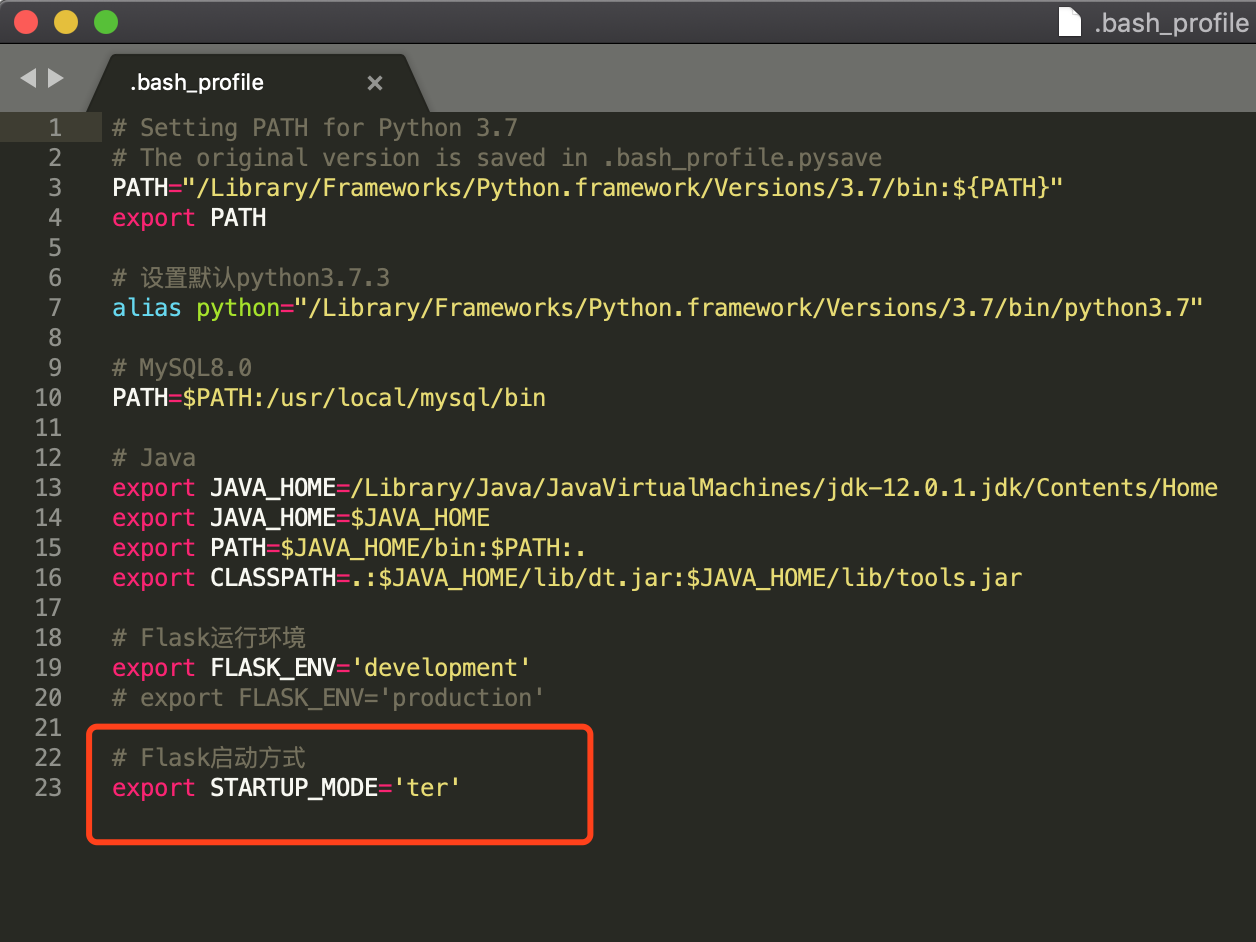 .bash_profile
.bash_profile ×
1 # Setting PATH for Python 3.7
2 # The original version is saved in .bash_profile.pysave
3 PATH="/Library/Frameworks/Python.framework/Versions/3.7/bin:${PATH}"
4 export PATH
5
6 # 设置默认python3.7.3
7 alias python="/Library/Frameworks/Python.framework/Versions/3.7/bin/python3.7"
8
9 # MySQL8.0
10 PATH=$PATH:/usr/local/mysql/bin
11
12 # Java
13 export JAVA_HOME=/Library/Java/JavaVirtualMachines/jdk-12.0.1.jdk/Contents/Home
14 export JAVA_HOME=$JAVA_HOME
15 export PATH=$JAVA_HOME/bin:$PATH:.
16 export CLASSPATH=.:$JAVA_HOME/lib/dt.jar:$JAVA_HOME/lib/tools.jar
17
18 # Flask运行环境
19 export FLASK_ENV='development'
20 # export FLASK_ENV='production'
21
22 # Flask启动方式
23 export STARTUP_MODE='ter'